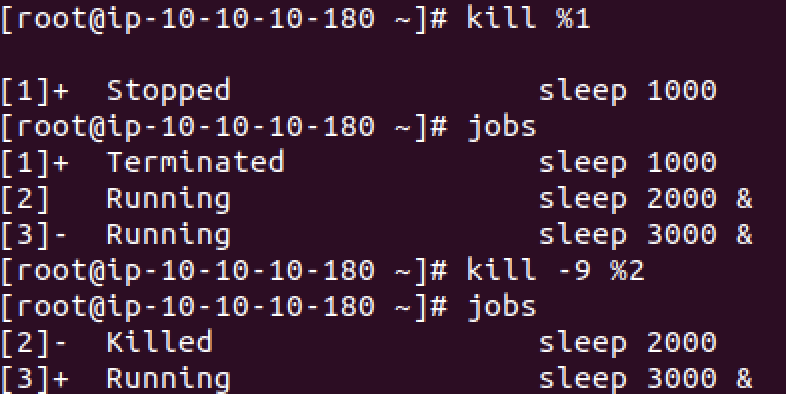 [root@ip-10-10-10-180 ~]# kill %1
[1]+  Stopped                 sleep 1000
[root@ip-10-10-10-180 ~]# jobs
[1]+  Terminated              sleep 1000
[2]   Running                 sleep 2000 &
[3]-  Running                 sleep 3000 &
[root@ip-10-10-10-180 ~]# kill -9 %2
[root@ip-10-10-10-180 ~]# jobs
[2]-  Killed                  sleep 2000
[3]+  Running                 sleep 3000 &